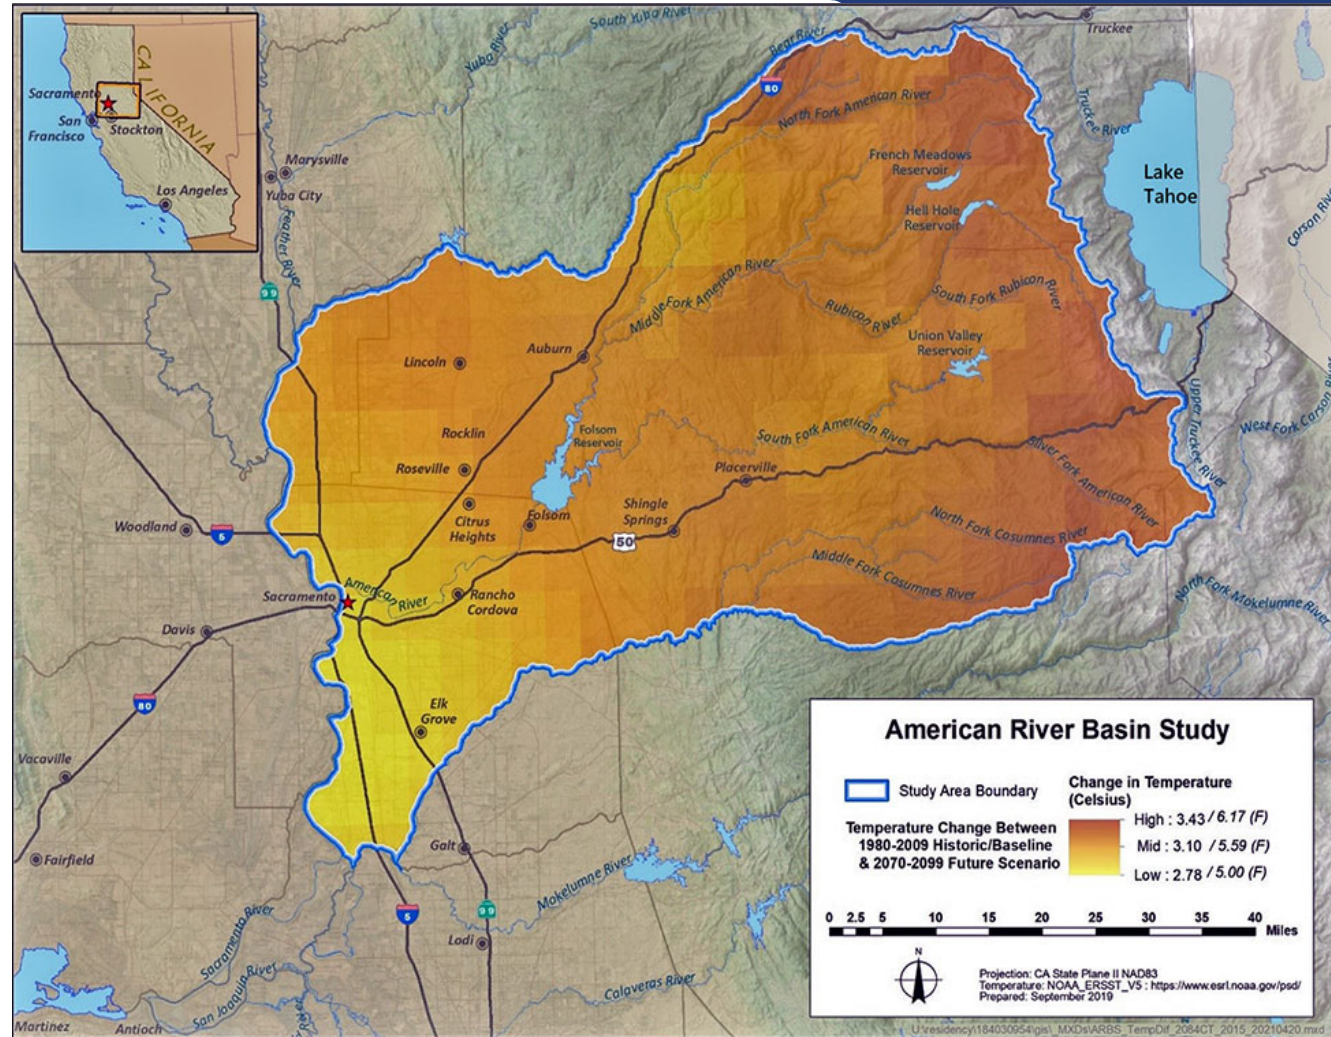 CALIFORNIA
Sacramento
San
Francisco
Stockton
Los Angeles
South Yuba River
Yuba River
Bear River
Truckee
80
North Fork American River
Truckee River
Marysville
Yuba City
Feather River
French Meadows
Reservoir
Lake
Tahoe
Hell Hole
Reservoir
Carson River
99
Middle Fork American River
South Fork Rubicon River
Rubicon River
Union Valley
Reservoir
Lincoln
Auburn
Folsom
Reservoir
Rocklin
South Fork American River
Upper Truckee River
West Fork Carson River
Roseville
Placerville
Silver Fork American River
Citrus
Heights
Folsom
Shingle
Springs
Woodland
5
50
North Fork Cosumnes River
Middle Fork Cosumnes River
American River
Sacramento
Rancho
Cordova
North Fork Mokelumne River
Davis
80
Elk
Grove
Vacaville
Galt
Fairfield
Mokelumne River
5
99
Lodi
Sacramento River
San Joaquin River
Calaveras River
Martinez
Antioch
American River Basin Study
Study Area Boundary
Temperature Change Between
1980-2009 Historic/Baseline
& 2070-2099 Future Scenario
Change in Temperature
(Celsius)
High : 3.43 / 6.17 (F)
Mid : 3.10 / 5.59 (F)
Low : 2.78 / 5.00 (F)
0 2.5 5 10 15 20 25 30 35 40
Miles
N
Projection: CA State Plane II NAD83
Temperature: NOAA_ERSST_V5 : https://www.esrl.noaa.gov/psd/
Prepared: September 2019
U:\residency\184030954\gis\_MXDs\ARBS_TempDif_2084CT_2015_20210420.mxd